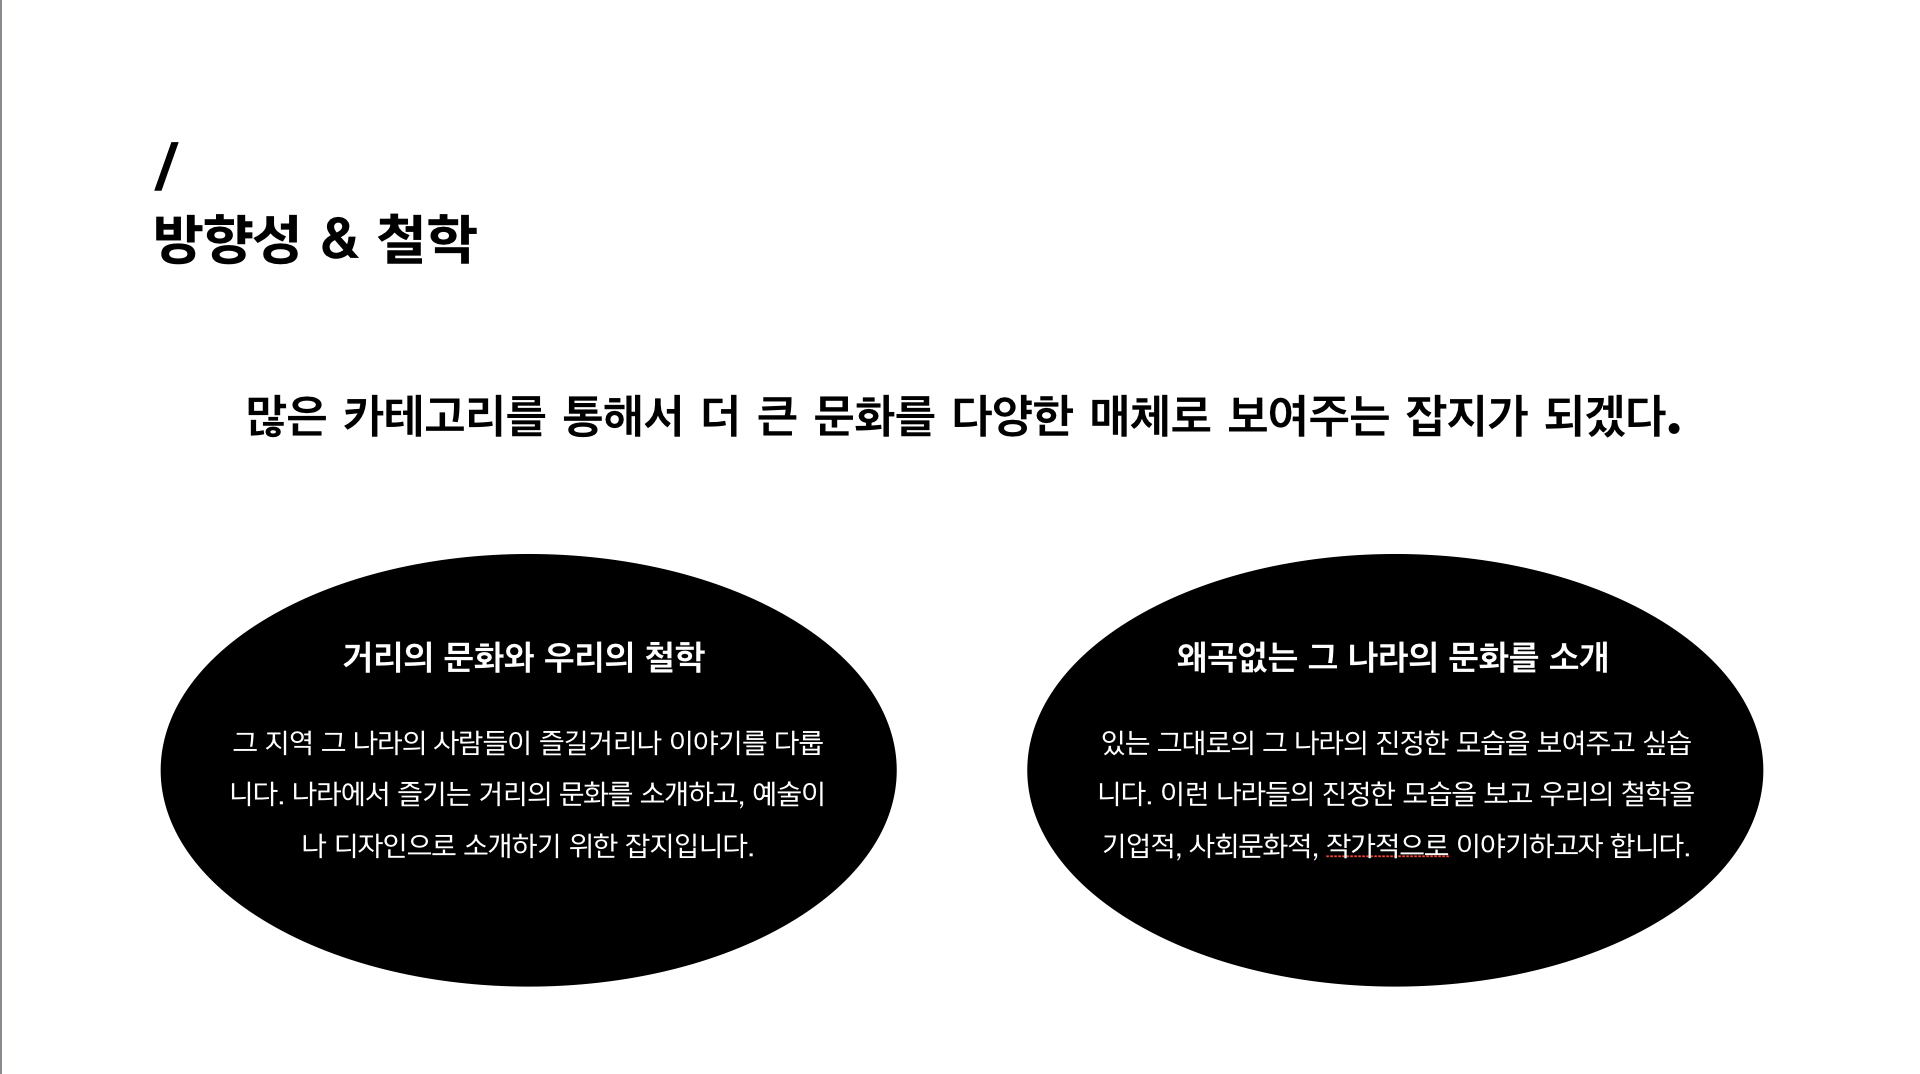 /
방향성 & 철학
많은 카테고리를 통해서 더 큰 문화를 다양한 매체로 보여주는 잡지가 되겠다.
거리의 문화와 우리의 철학
그 지역 그 나라의 사람들이 즐길거리나 이야기를 다룹
니다. 나라에서 즐기는 거리의 문화를 소개하고, 예술이
나 디자인으로 소개하기 위한 잡지입니다.
왜곡없는 그 나라의 문화를 소개
있는 그대로의 그 나라의 진정한 모습을 보여주고 싶습
니다. 이런 나라들의 진정한 모습을 보고 우리의 철학을
기업적, 사회문화적, 작가적으로 이야기하고자 합니다.